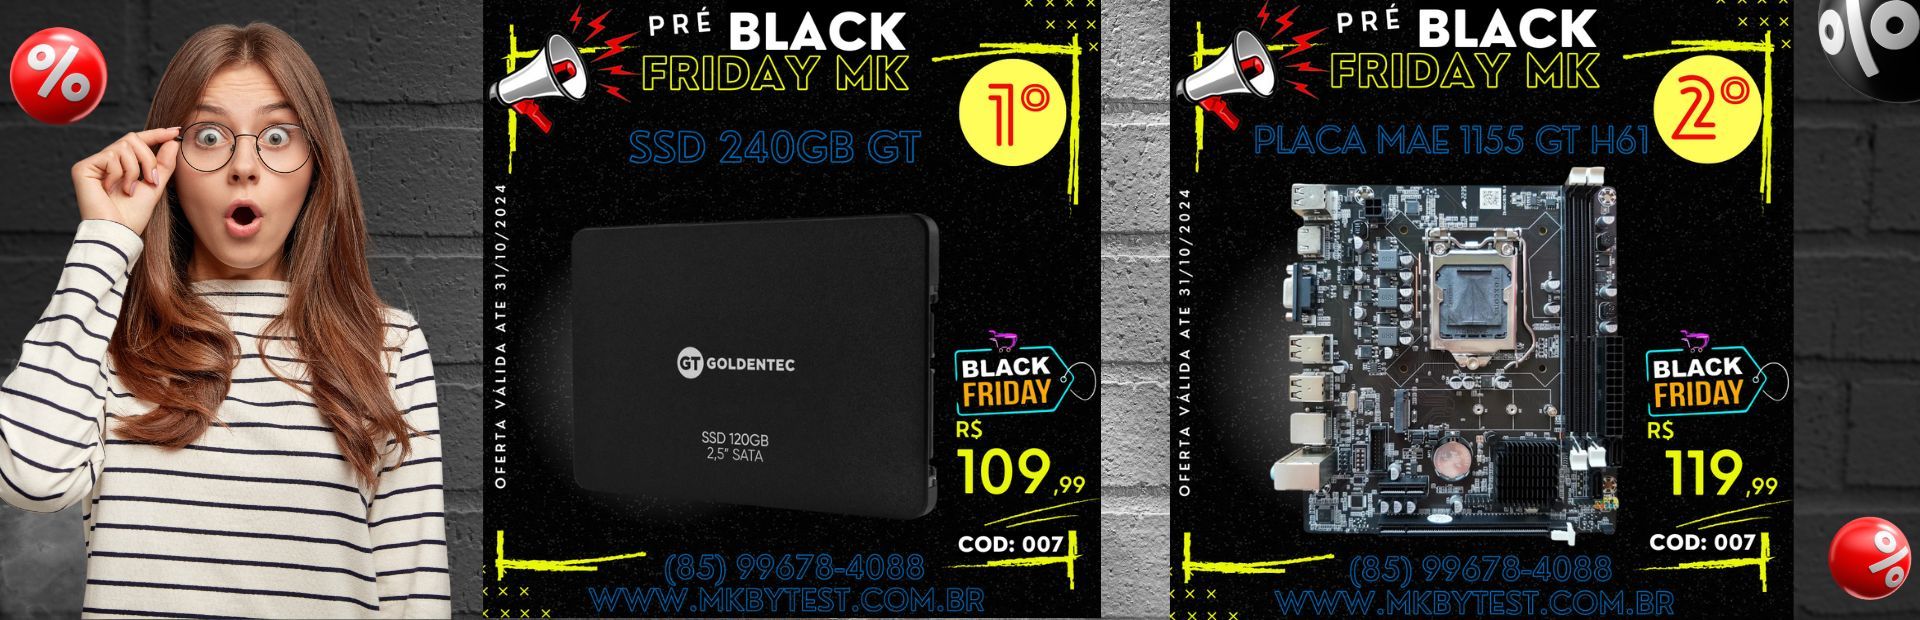 %
PRÉ BLACK
FRIDAY MK
1º
SSD 240GB GT
OFERTA VÁLIDA ATE 31/10/2024
GT GOLDENTEC
SSD 120GB
2,5" SATA
BLACK
FRIDAY
R$
109,99
COD: 007
(85) 99678-4088
WWW.MKBYTEST.COM.BR
PRÉ BLACK
FRIDAY MK
2º
PLACA MAE 1155 GT H61
OFERTA VÁLIDA ATE 31/10/2024
BLACK
FRIDAY
R$
119,99
COD: 007
(85) 99678-4088
WWW.MKBYTEST.COM.BR
%
%